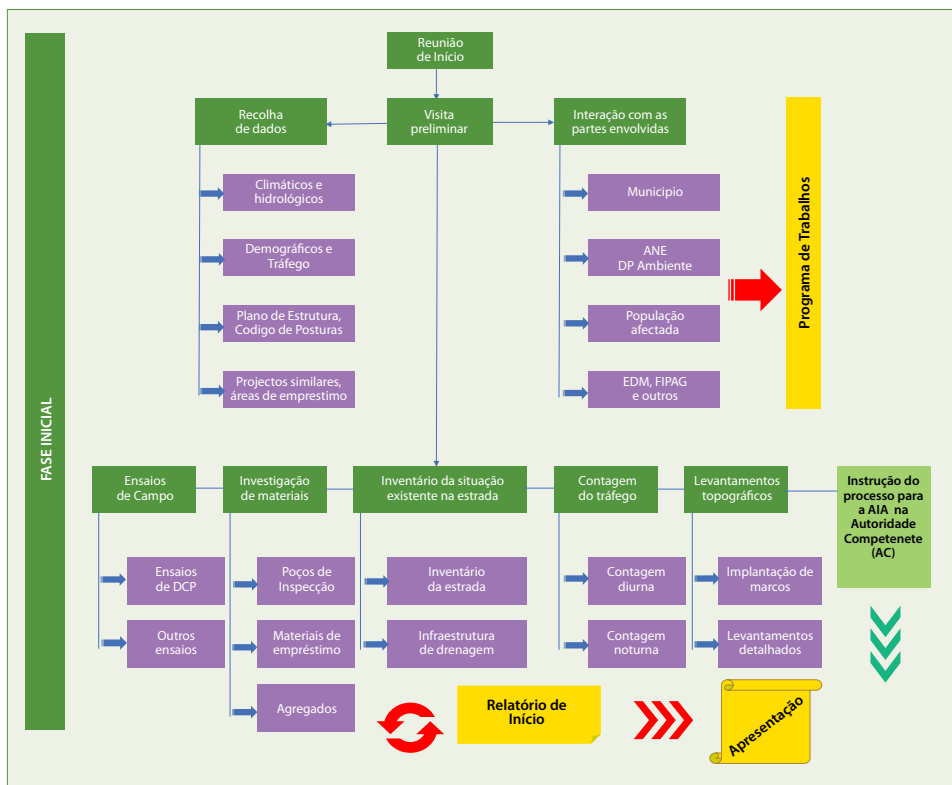 FASE INICIAL
Reunião
de Início
Recolha
de dados
Visita
preliminar
Interação com as
partes envolvidas
Climáticos e
hidrológicos
Demográficos e
Tráfego
Plano de Estrutura,
Codigo de Posturas
Projectos similares,
áreas de emprestimo
Municipio
ANE
DP Ambiente
População
afectada
EDM, FIPAG
e outros
Programa de Trabalhos
Ensaios
de Campo
Investigação
de materiais
Inventário da situação
existente na estrada
Contagem
do tráfego
Levantamentos
topográficos
Instrução do
processo para
a AIA na
Autoridade
Competenete
(AC)
Ensaios
de DCP
Outros
ensaios
Poços de
Inspecção
Materiais de
empréstimo
Agregados
Inventário
da estrada
Infraestrutura
de drenagem
Contagem
diurna
Contagem
noturna
Implantação de
marcos
Levantamentos
detalhados
Relatório de
Início
Apresentação